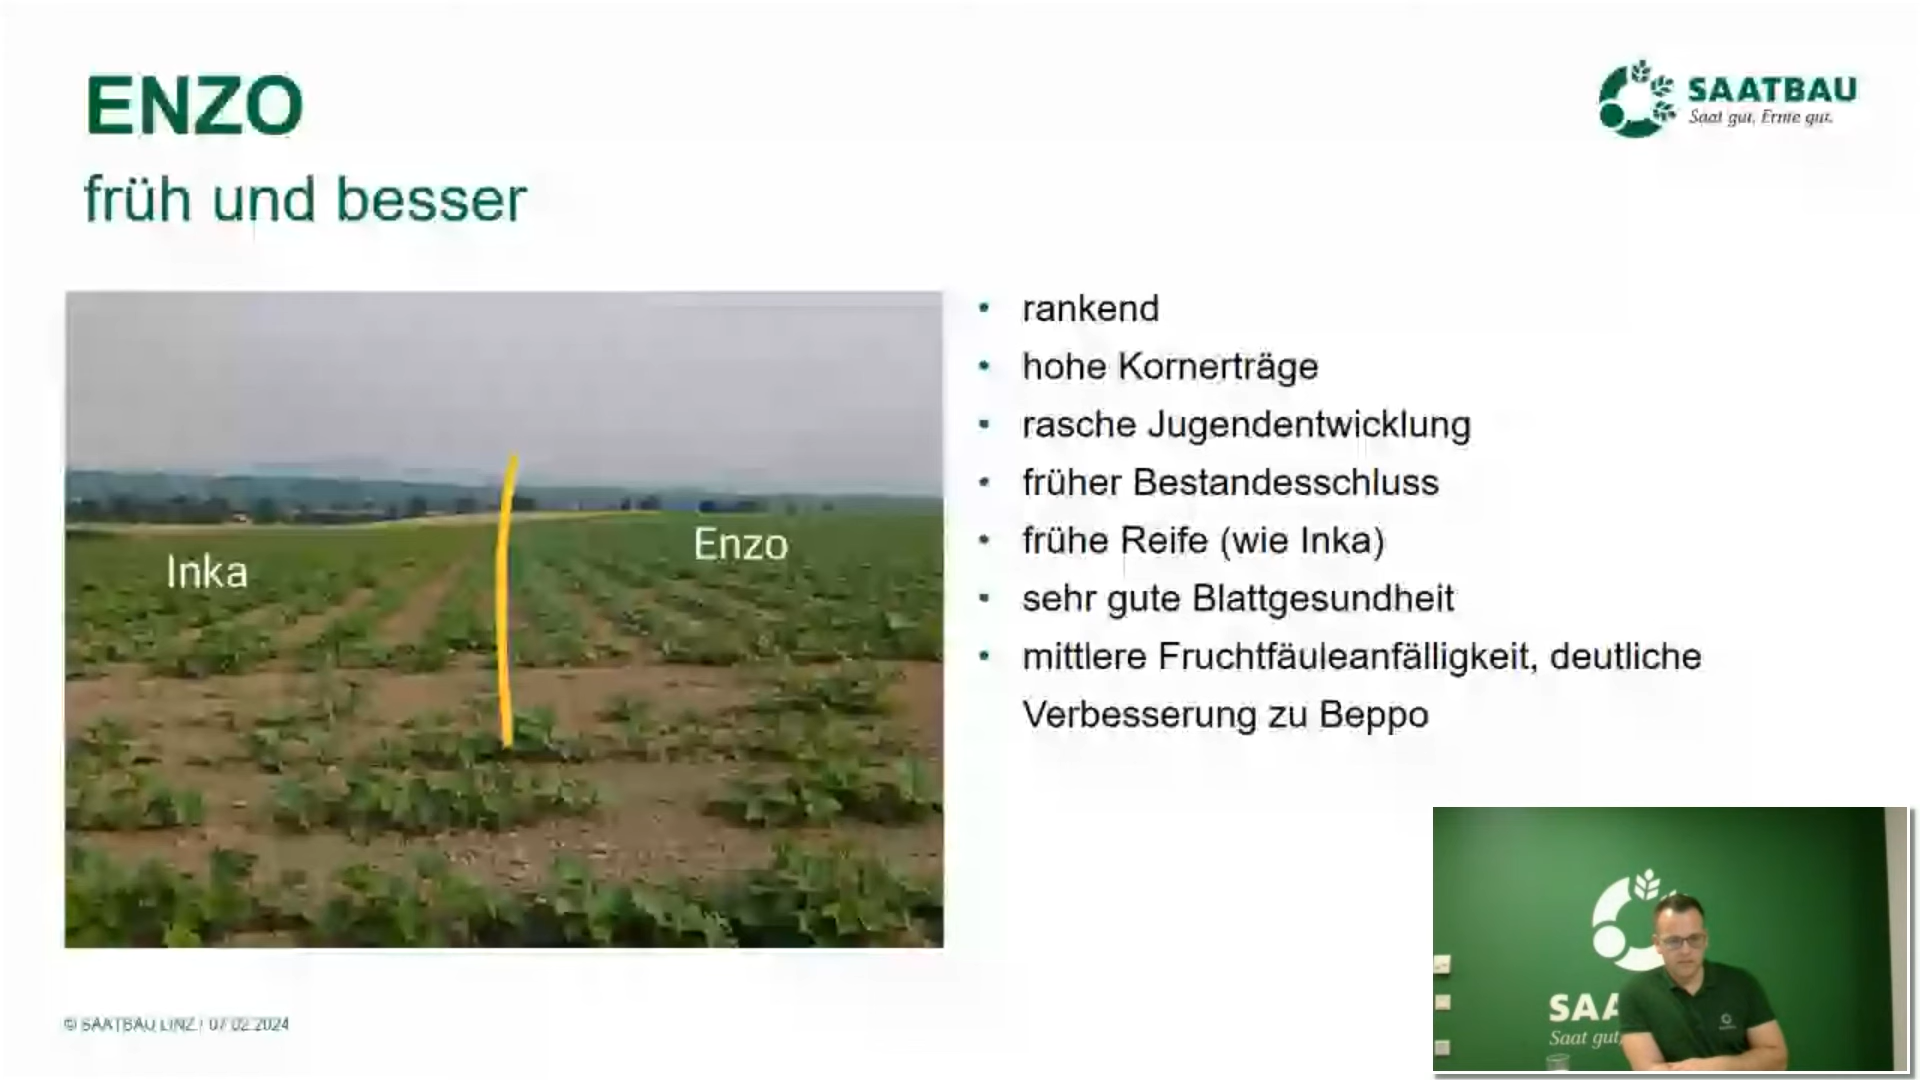 ENZO
SAATBAU
Saat gut, Ernte gut.
früh und besser
Inka
Enzo
• rankend
• hohe Kornerträge
• rasche Jugendentwicklung
• früher Bestandesschluss
• frühe Reife (wie Inka)
• sehr gute Blattgesundheit
• mittlere Fruchtfäuleanfälligkeit, deutliche
Verbesserung zu Beppo
SAA
Saat gut
© SAATBAU LINZ / 07.02.2024